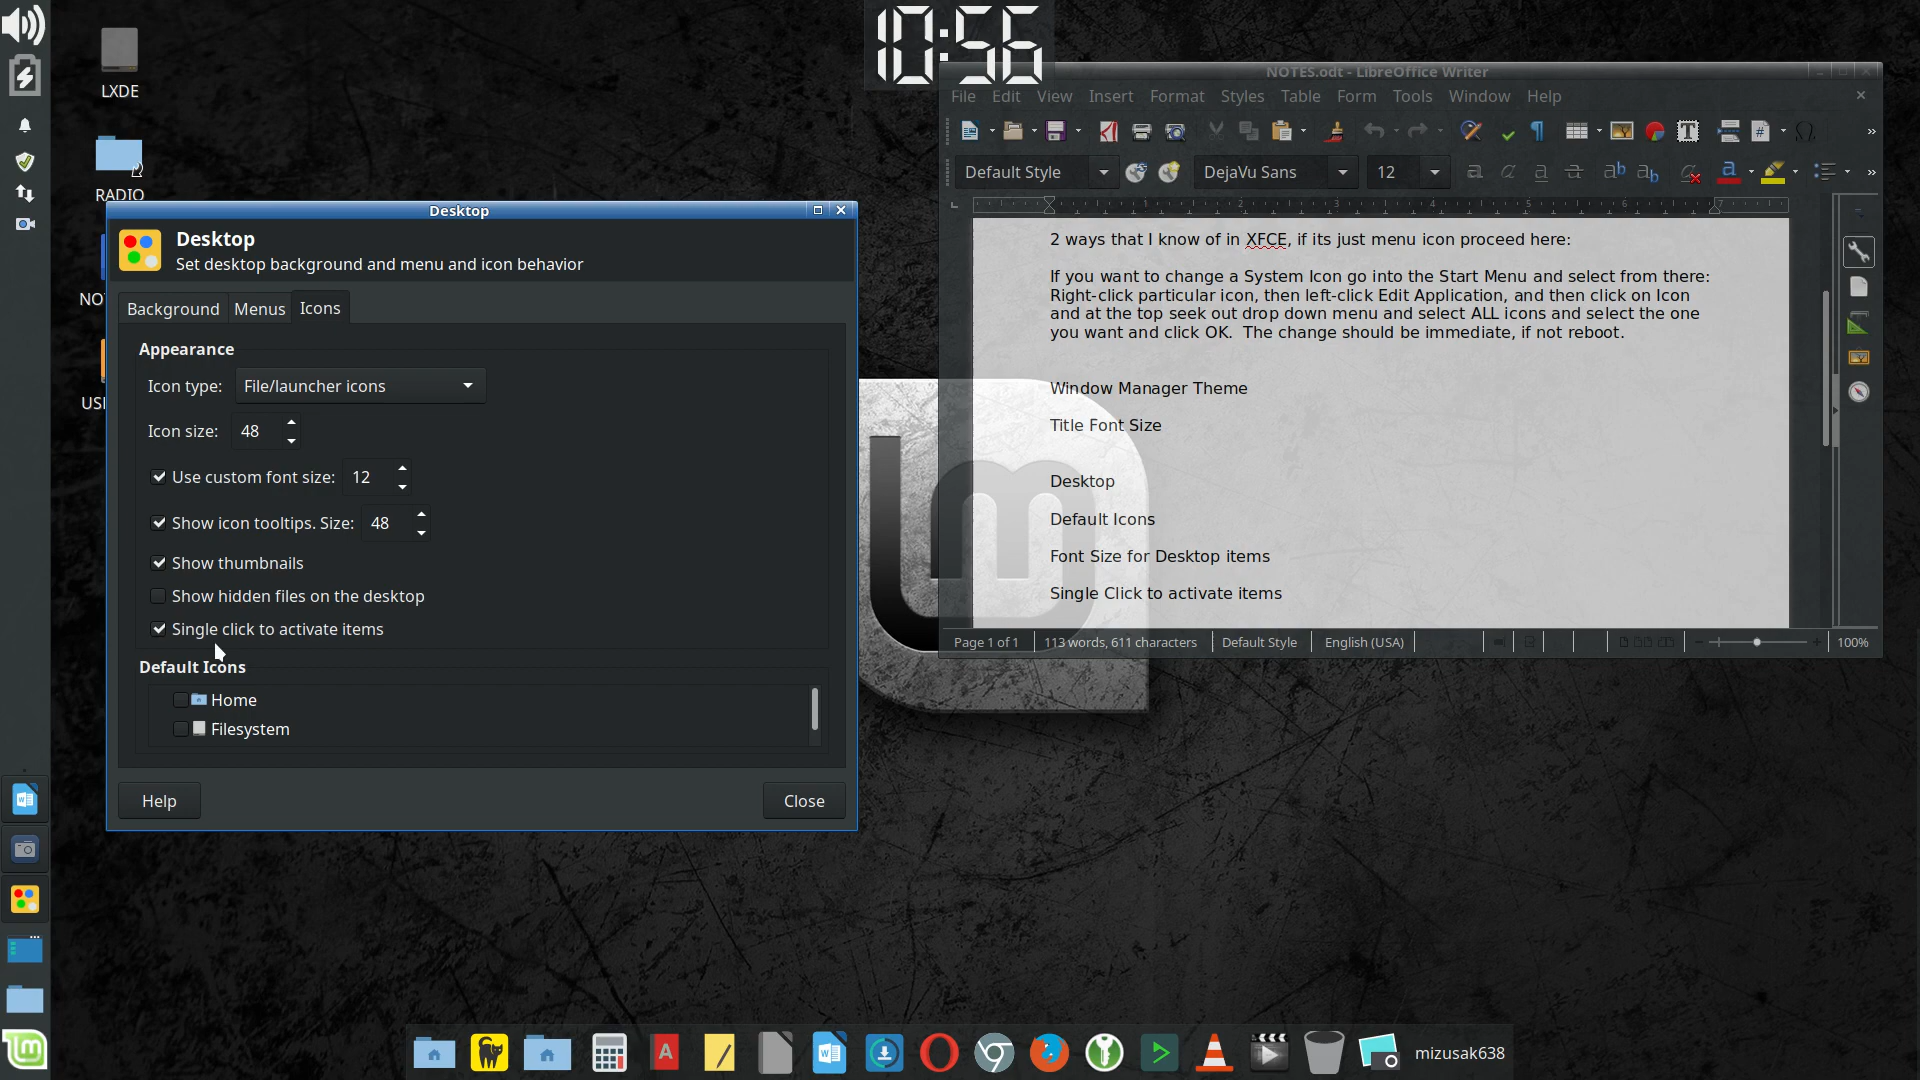 10:56
LXDE
RADIO
NO
USI
Desktop
Desktop
Set desktop background and menu and icon behavior
Background Menus Icons
Appearance
Icon type: File/launcher icons
Icon size: 48
Use custom font size: 12
Show icon tooltips. Size: 48
Show thumbnails
Show hidden files on the desktop
Single click to activate items
Default Icons
Home
Filesystem
Help Close
NOTES.odt - LibreOffice Writer
File Edit View Insert Format Styles Table Form Tools Window Help
Default Style DejaVu Sans 12
1 2 3 4 5 6 7
2 ways that I know of in XFCE, if its just menu icon proceed here:
If you want to change a System Icon go into the Start Menu and select from there:
Right-click particular icon, then left-click Edit Application, and then click on Icon
and at the top seek out drop down menu and select ALL icons and select the one
you want and click OK.  The change should be immediate, if not reboot.
Window Manager Theme
Title Font Size
Desktop
Default Icons
Font Size for Desktop items
Single Click to activate items
Page 1 of 1 113 words, 611 characters Default Style English (USA) 100%
mizusak638